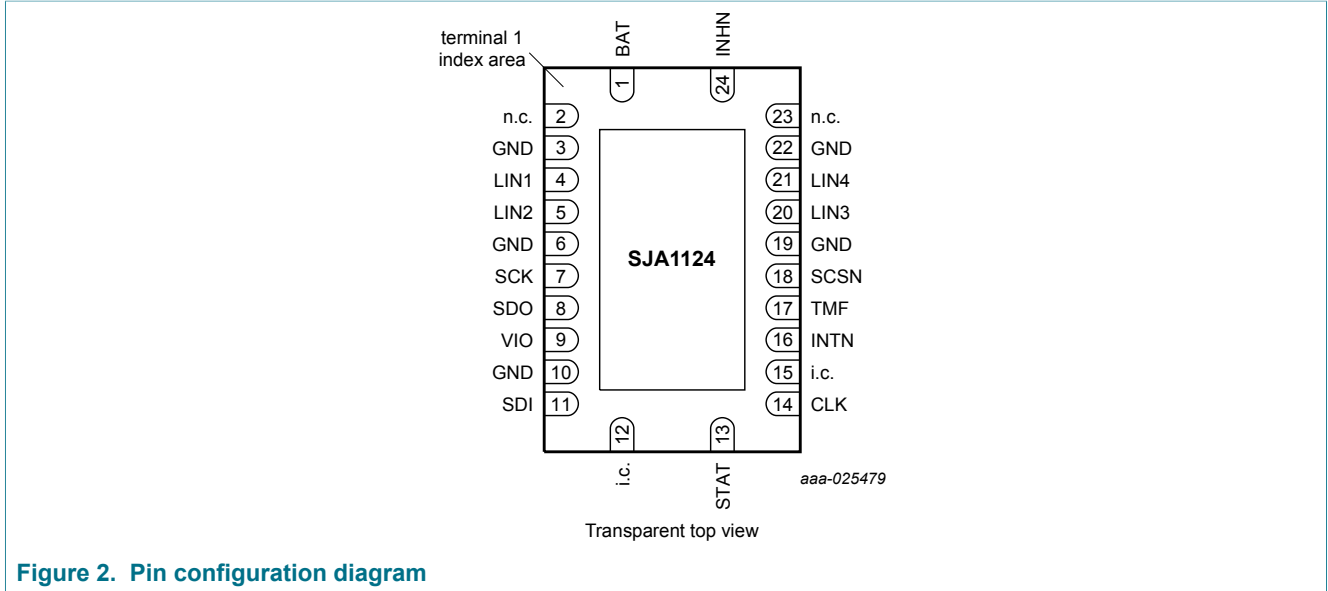 terminal 1
index area
BAT
INHN
1
24
n.c. 2
23 n.c.
GND 3
22 GND
LIN1 4
21 LIN4
LIN2 5
20 LIN3
GND 6
19 GND
SJA1124
SCK 7
18 SCSN
SDO 8
17 TMF
VIO 9
16 INTN
GND 10
15 i.c.
SDI 11
14 CLK
12
13
i.c.
STAT
aaa-025479
Transparent top view
Figure 2. Pin configuration diagram